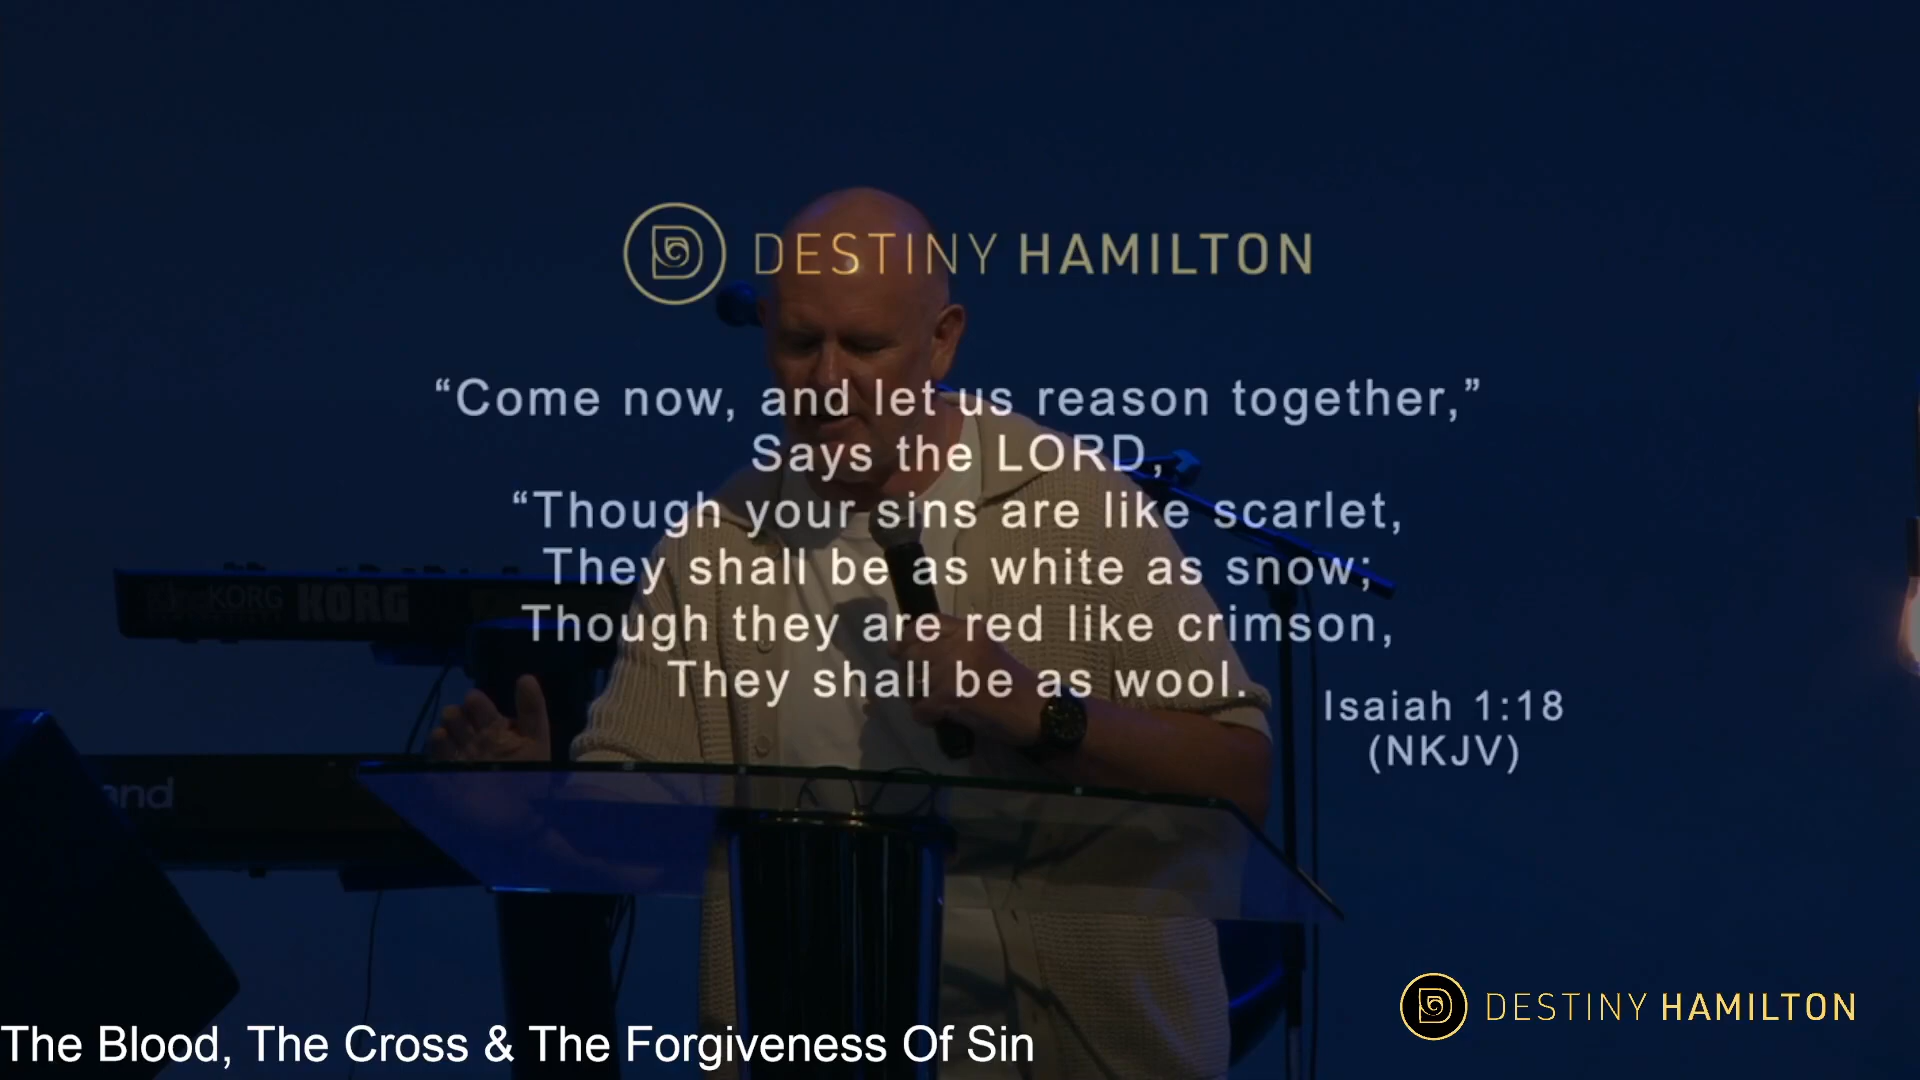 DESTINY HAMILTON
“Come now, and let us reason together,”
Says the LORD,
“Though your sins are like scarlet,
They shall be as white as snow;
Though they are red like crimson,
They shall be as wool.
Isaiah 1:18
(NKJV)
KORG KORG
and
DESTINY HAMILTON
The Blood, The Cross & The Forgiveness Of Sin